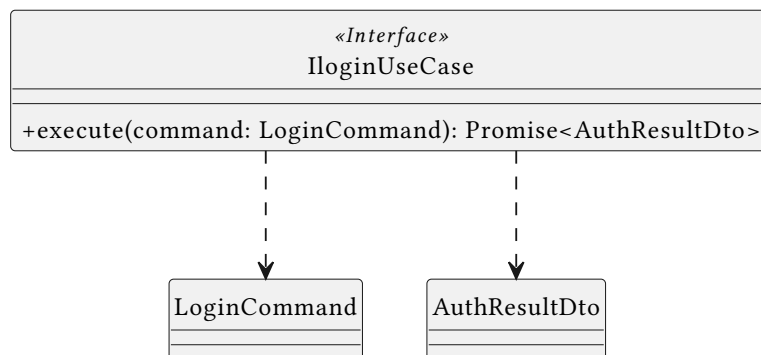 «Interface»
IloginUseCase
+execute(command: LoginCommand): Promise<AuthResultDto>
LoginCommand
AuthResultDto